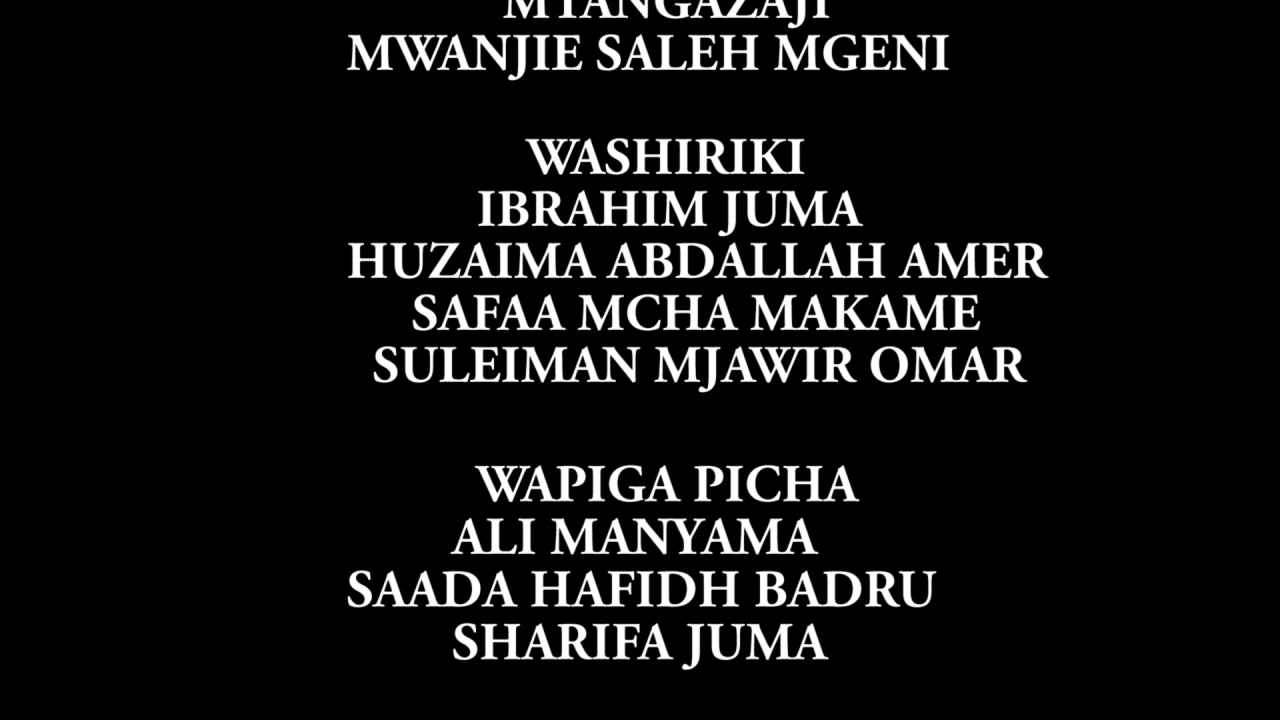 MTANGAZAJI
MWANJIE SALEH MGENI
WASHIRIKI
IBRAHIM JUMA
HUZAIMA ABDALLAH AMER
SAFAA MCHA MAKAME
SULEIMAN MJAWIR OMAR
WAPIGA PICHA
ALI MANYAMA
SAADA HAFIDH BADRU
SHARIFA JUMA